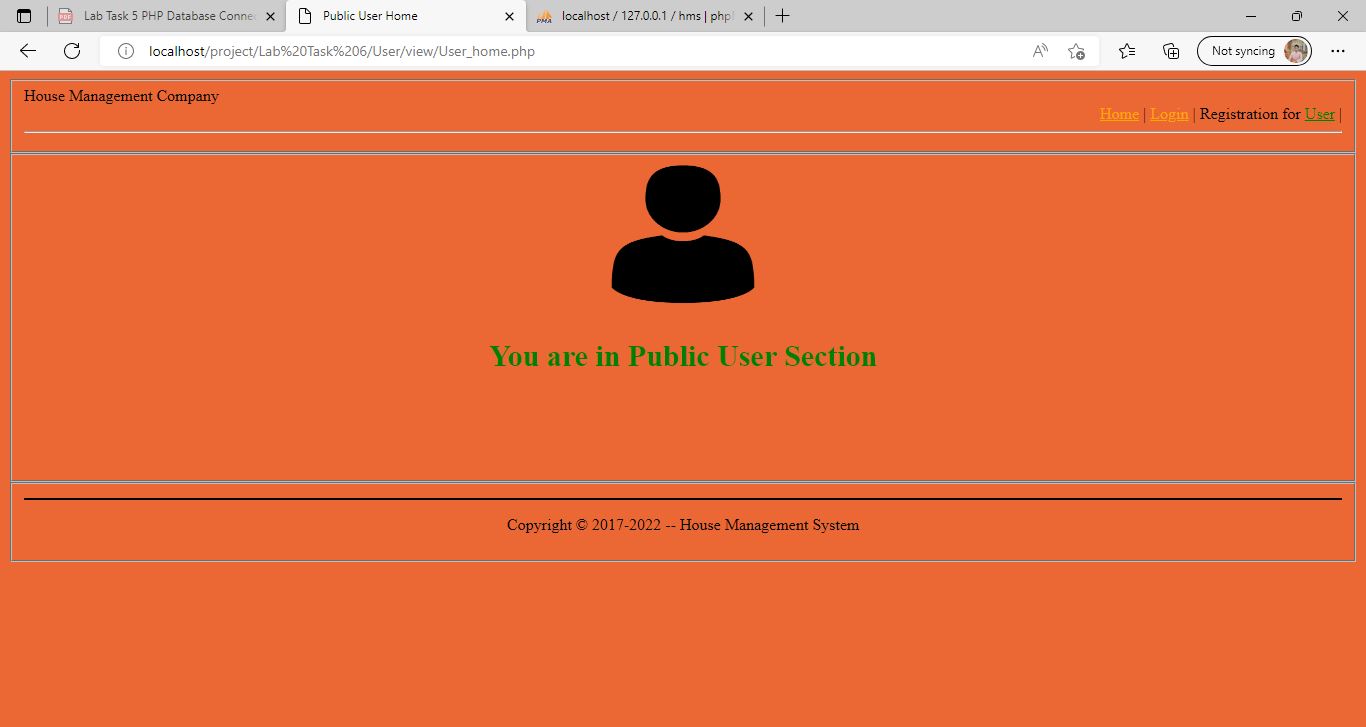 Lab Task 5 PHP Database Connec
Public User Home
localhost / 127.0.0.1 / hms | php
localhost/project/Lab%20Task%206/User/view/User_home.php
Not syncing
House Management Company
Home | Login | Registration for User |
You are in Public User Section
Copyright © 2017-2022 -- House Management System